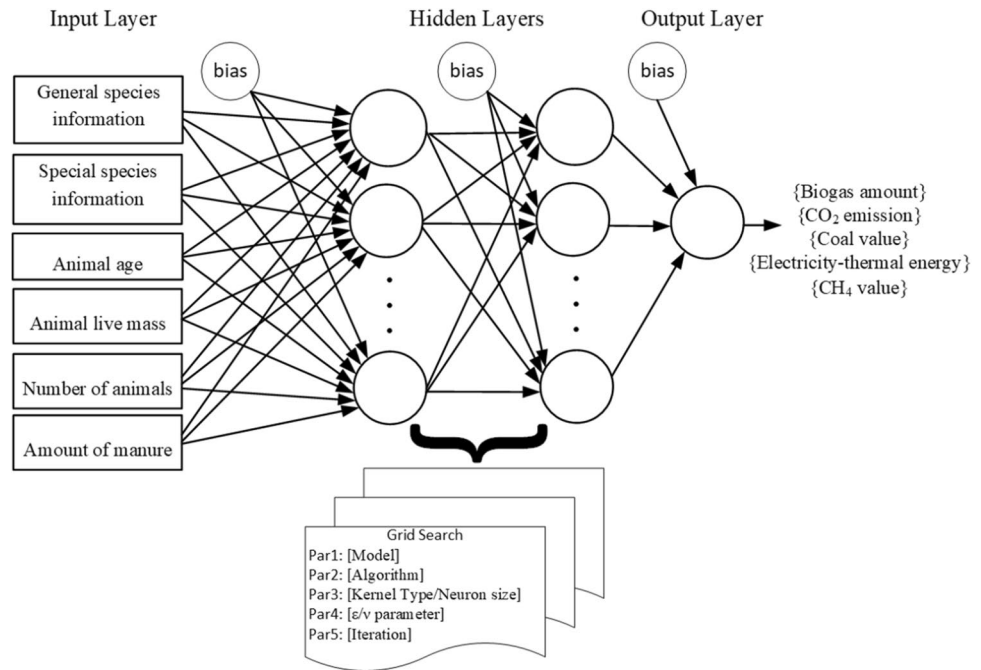 Input Layer
Hidden Layers
Output Layer
bias
bias
bias
General species
information
Special species
information
Animal age
Animal live mass
Number of animals
Amount of manure
{Biogas amount}
{CO₂ emission}
{Coal value}
{Electricity-thermal energy}
{CH₄ value}
Grid Search
Par1: [Model]
Par2: [Algorithm]
Par3: [Kernel Type/Neuron size]
Par4: [ε/ν parameter]
Par5: [Iteration]